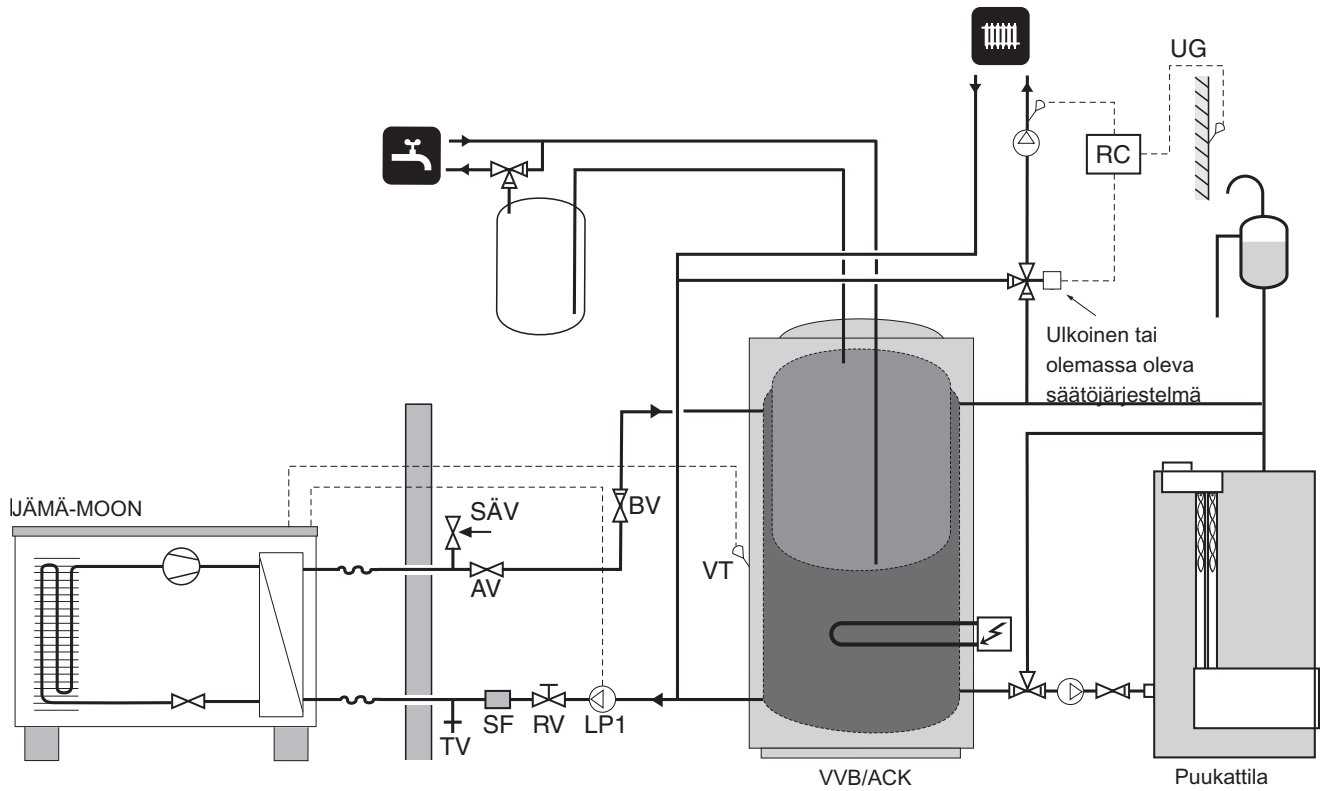 UG
RC
Ulkoinen tai
olemassa oleva
säätöjärjestelmä
JÄMÄ-MOON
SÄV
BV
AV
VT
SF
RV
LP1
TV
VVB/ACK
Puukattila